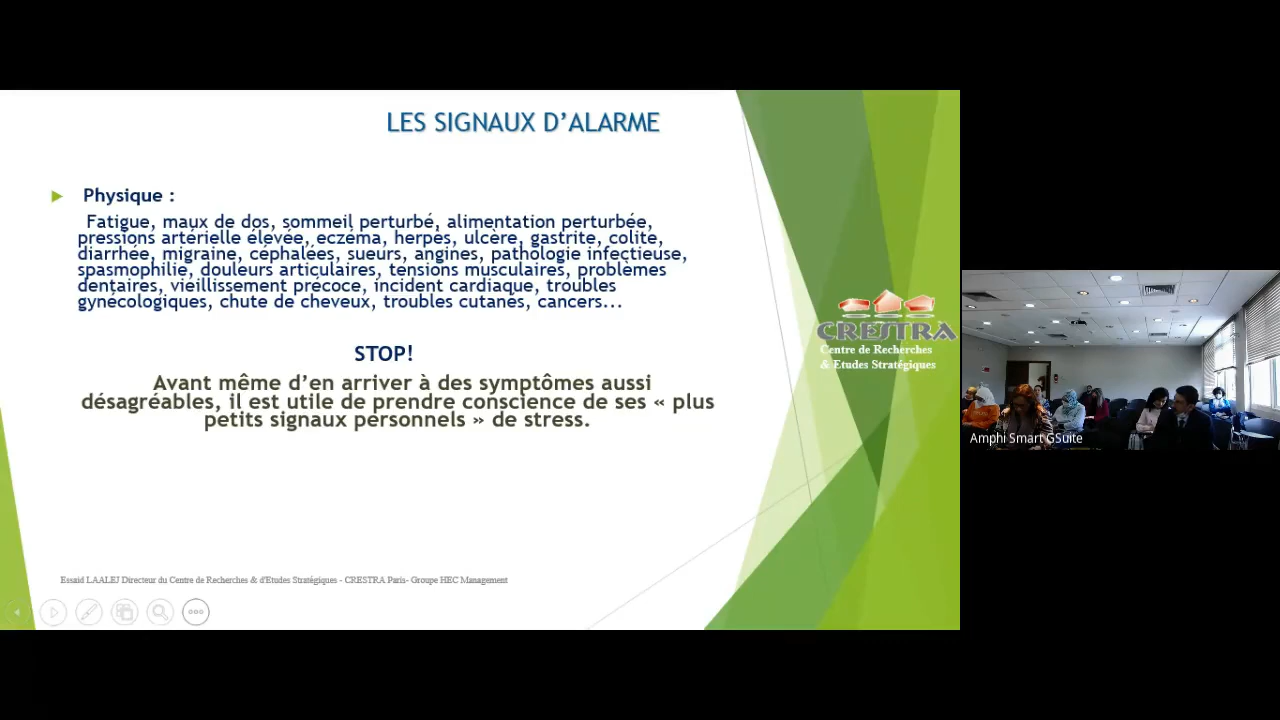 LES SIGNAUX D’ALARME
Physique :
Fatigue, maux de dos, sommeil perturbé, alimentation perturbée,
pressions artérielle élevée, eczéma, herpès, ulcère, gastrite, colite,
diarrhée, migraine, céphalées, sueurs, angines, pathologie infectieuse,
spasmophilie, douleurs articulaires, tensions musculaires, problèmes
dentaires, vieillissement précoce, incident cardiaque, troubles
gynécologiques, chute de cheveux, troubles cutanés, cancers...
STOP!
Avant même d’en arriver à des symptômes aussi
désagréables, il est utile de prendre conscience de ses « plus
petits signaux personnels » de stress.
CRESTRA
Centre de Recherches
& Etudes Stratégiques
Essaid LAALEJ Directeur du Centre de Recherches & d'Etudes Stratégiques - CRESTRA Paris- Groupe HEC Management
Amphi Smart GSuite